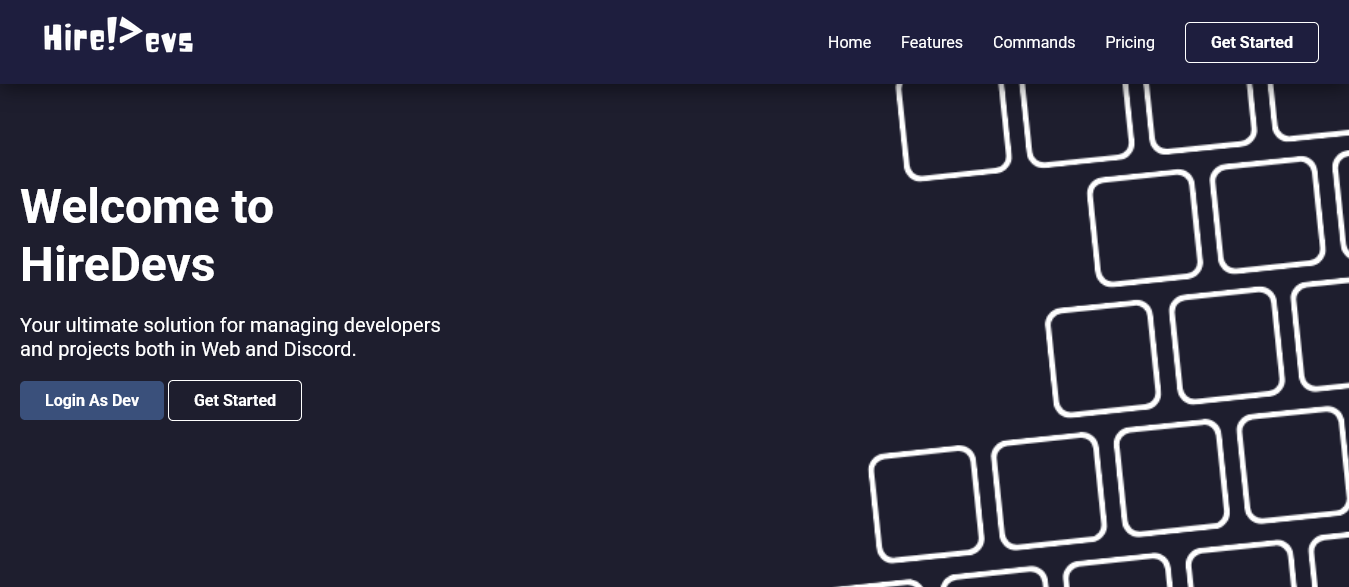 Hire!>evs
Home Features Commands Pricing Get Started
Welcome to
HireDevs
Your ultimate solution for managing developers
and projects both in Web and Discord.
Login As Dev Get Started